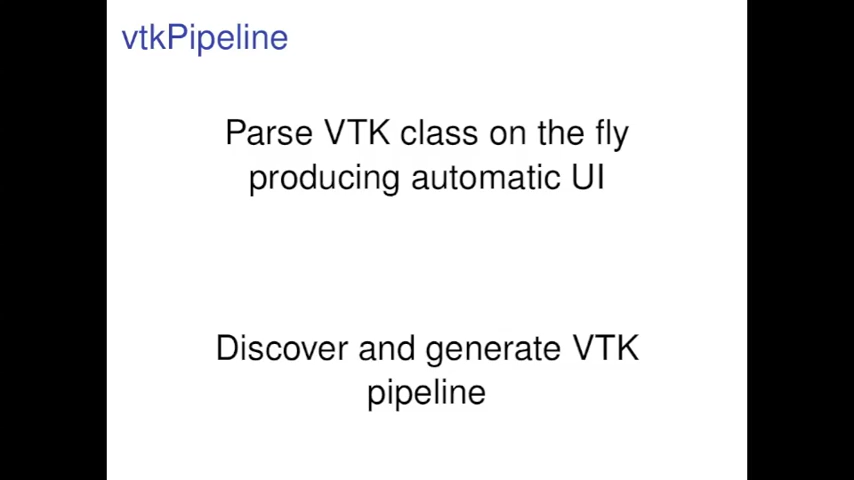 vtkPipeline
Parse VTK class on the fly
producing automatic UI
Discover and generate VTK
pipeline